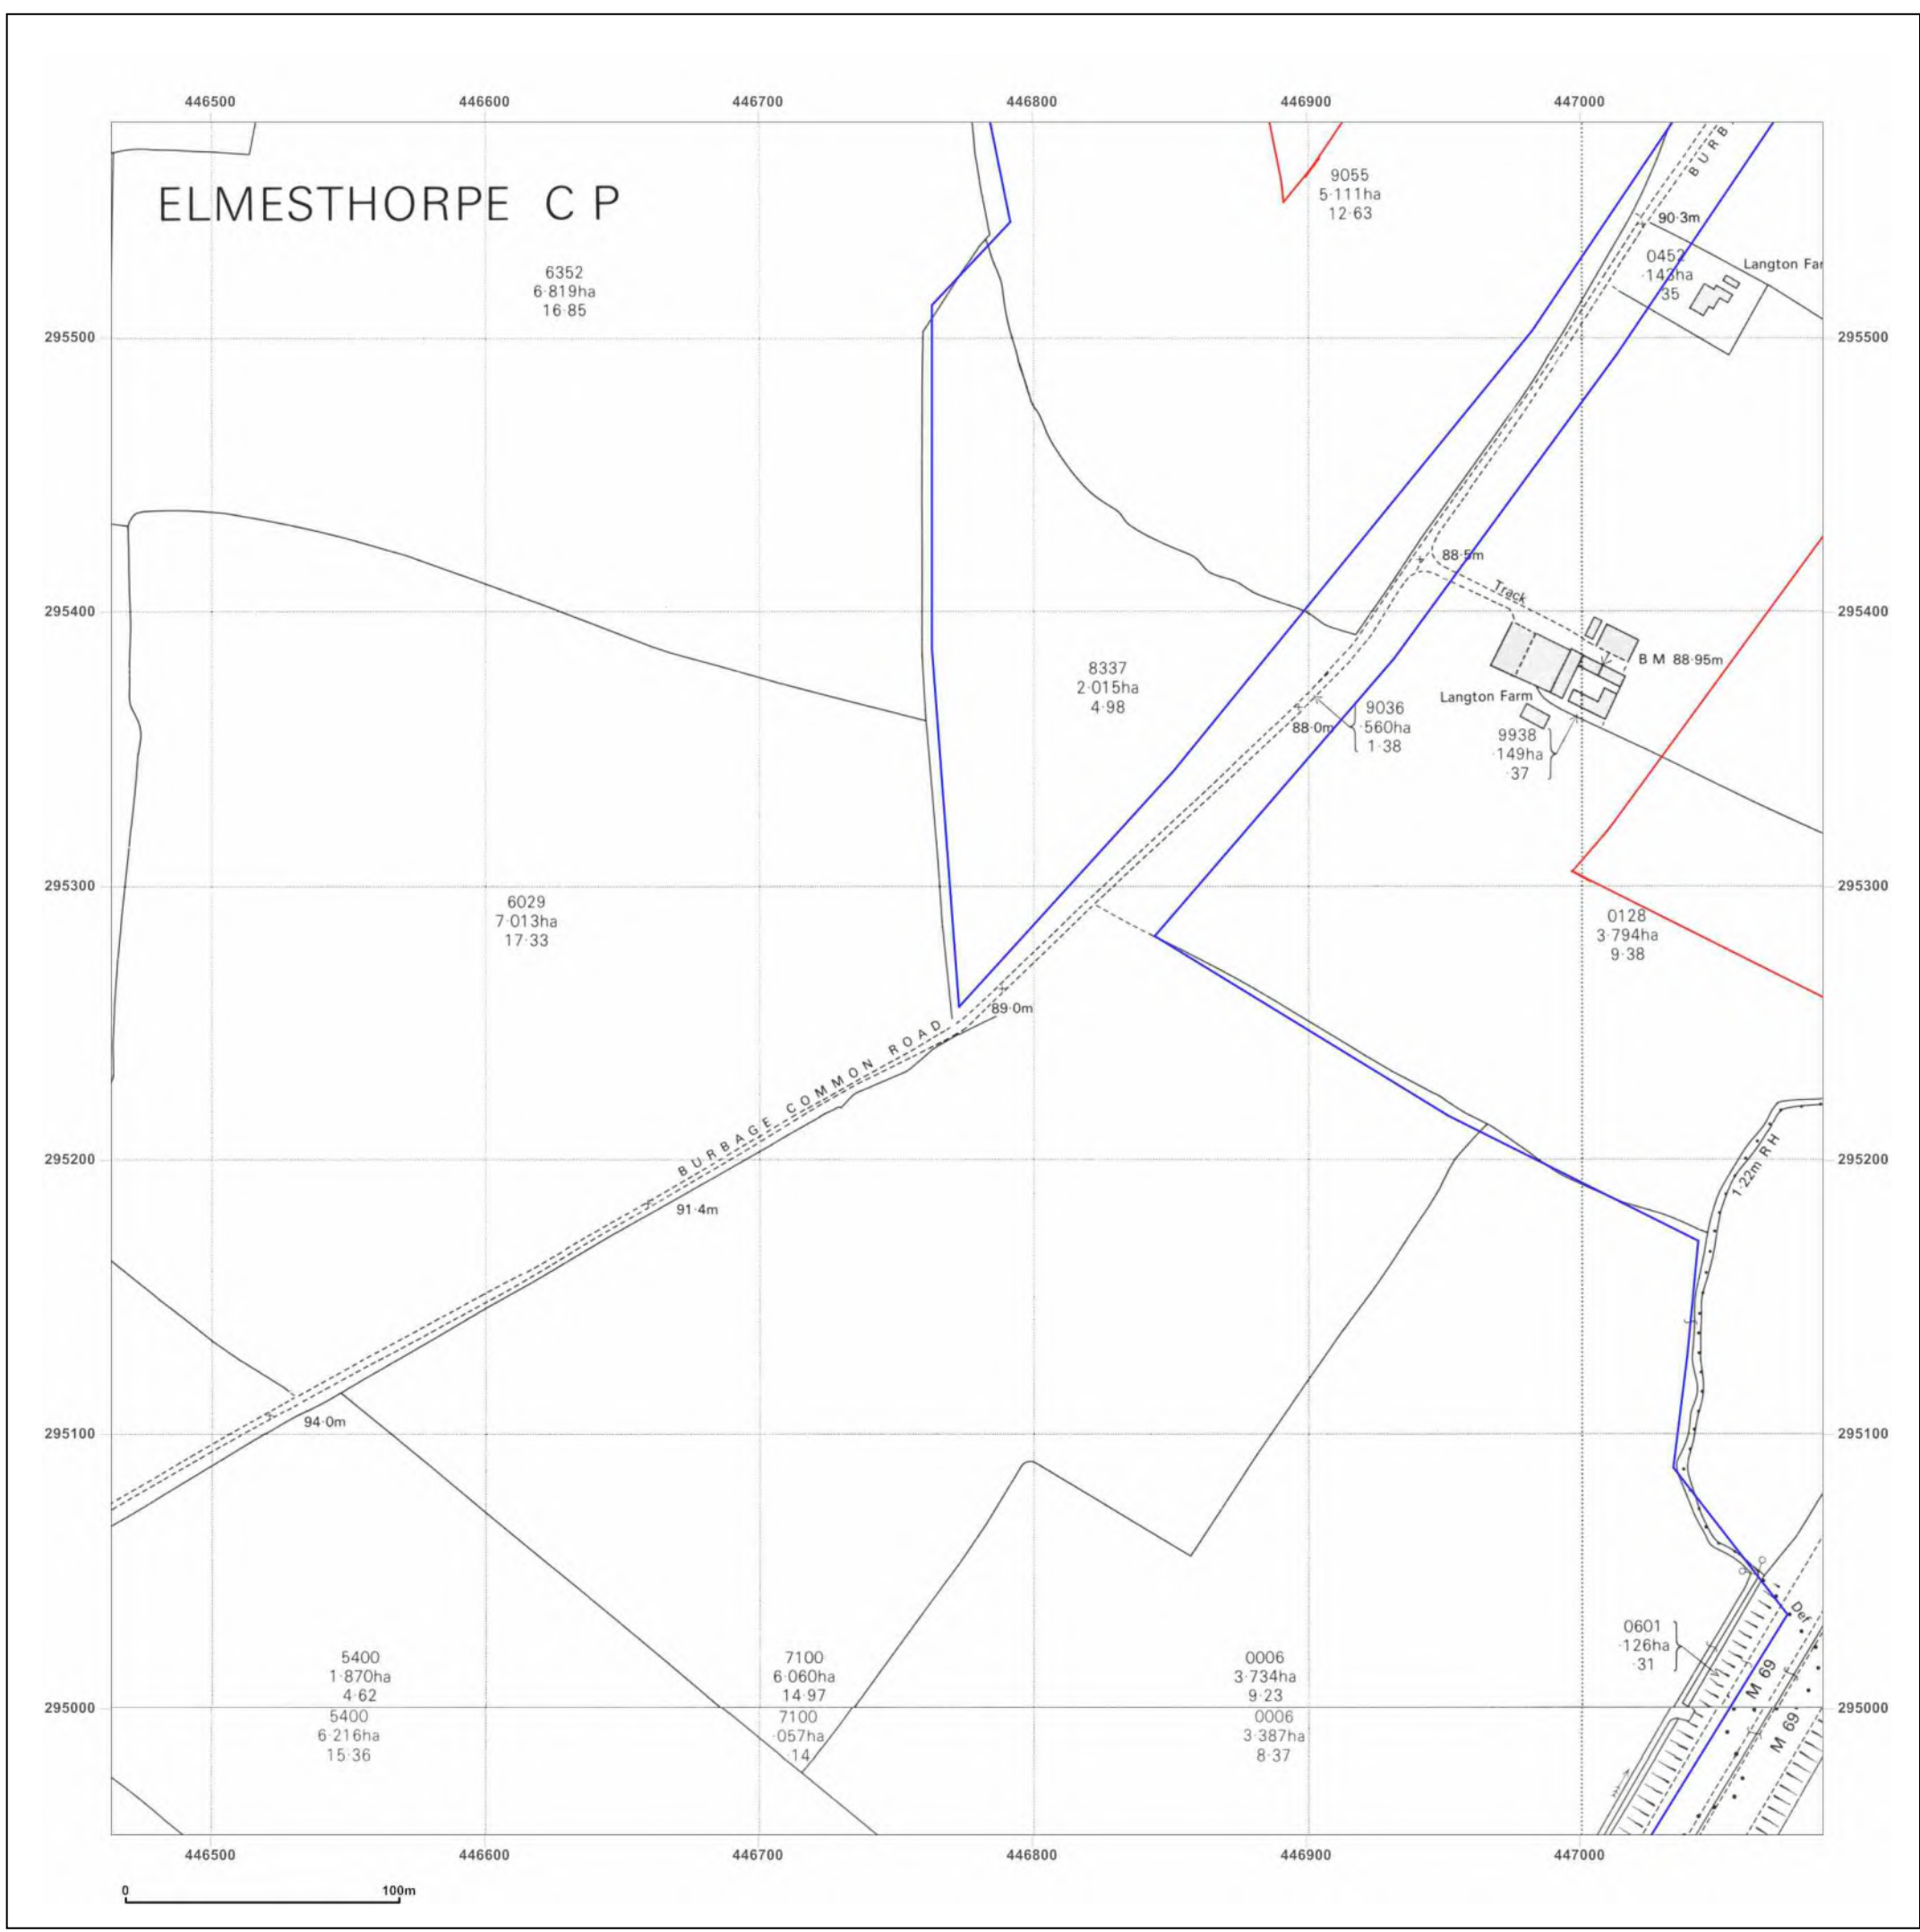 446500 446600 446700 446800 446900 447000
BURB
ELMESTHORPE C P
9055
5·111ha
12·63
90·3m
0452
·143ha
35
Langton Far
6352
6·819ha
16·85
295500 295500
88·5m
Track
295400 295400
B M 88·95m
8337
2·015ha
4·98
Langton Farm
9036
·560ha
1·38
88·0m
9938
·149ha
·37
295300 295300
6029
7·013ha
17·33
0128
3·794ha
9·38
89·0m
BURBAGE COMMON ROAD
295200 295200
1·22m RH
91·4m
94·0m
295100 295100
Def
0601
·126ha
·31
M 69
M 69
5400
1·870ha
4·62
7100
6·060ha
14·97
0006
3·734ha
9·23
295000 295000
5400
6·216ha
15·36
7100
·057ha
·14
0006
3·387ha
8·37
446500 446600 446700 446800 446900 447000
0 100m